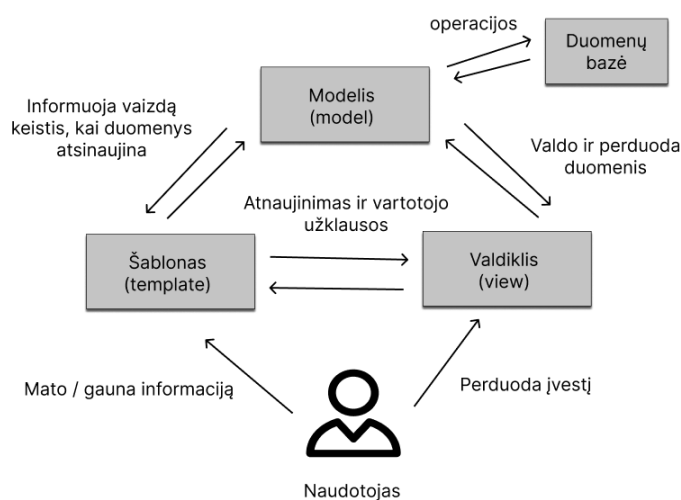 operacijos
Duomenų
bazė
Modelis
(model)
Informuoja vaizdą
keistis, kai duomenys
atsinaujina
Valdo ir perduoda
duomenis
Atnaujinimas ir vartotojo
užklausos
Šablonas
(template)
Valdiklis
(view)
Mato / gauna informaciją
Perduoda įvestį
Naudotojas